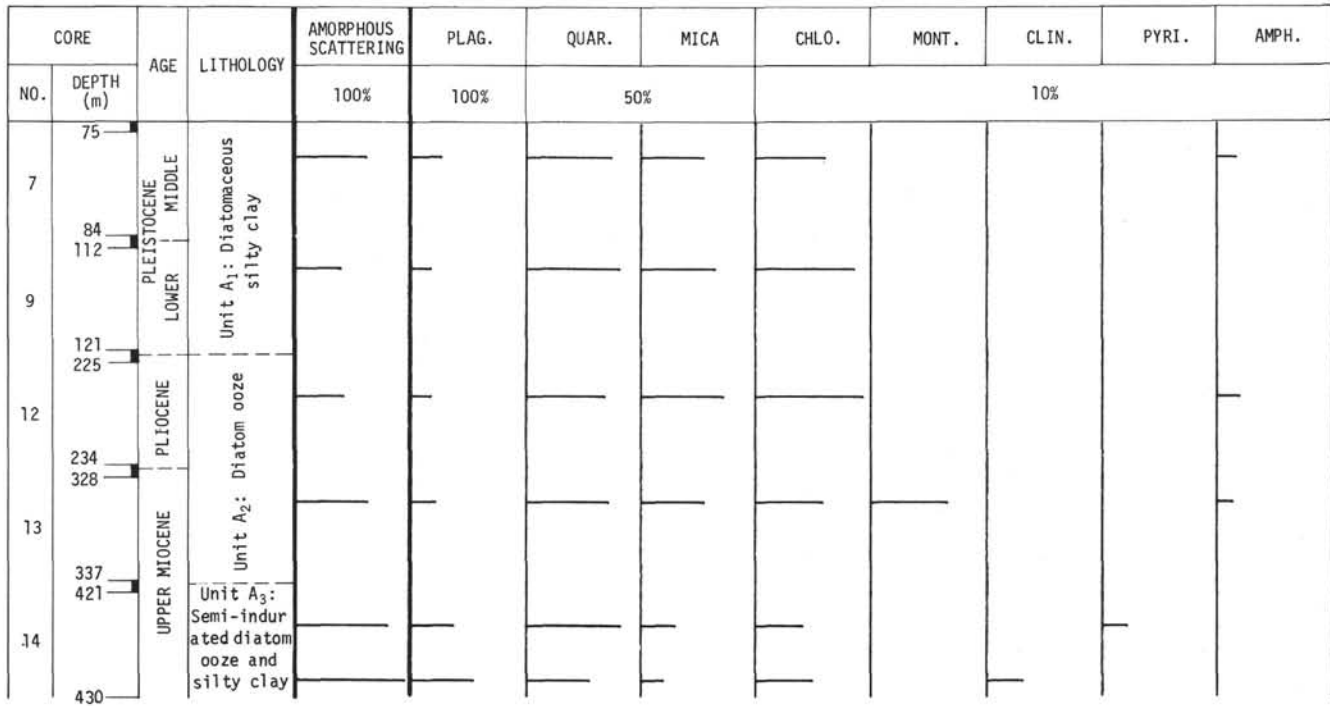 CORE
NO.
DEPTH
(m)
AGE
LITHOLOGY
AMORPHOUS
SCATTERING
100%
PLAG.
100%
QUAR.
MICA
50%
CHLO.
MONT.
CLIN.
PYRI.
AMPH.
10%
75
7
84
112
9
121
225
12
234
328
13
337
421
14
430
PLEISTOCENE
MIDDLE
LOWER
PLIOCENE
UPPER MIOCENE
Unit A₁: Diatomaceous
silty clay
Unit A₂: Diatom ooze
Unit A₃:
Semi-indur
ated diatom
ooze and
silty clay